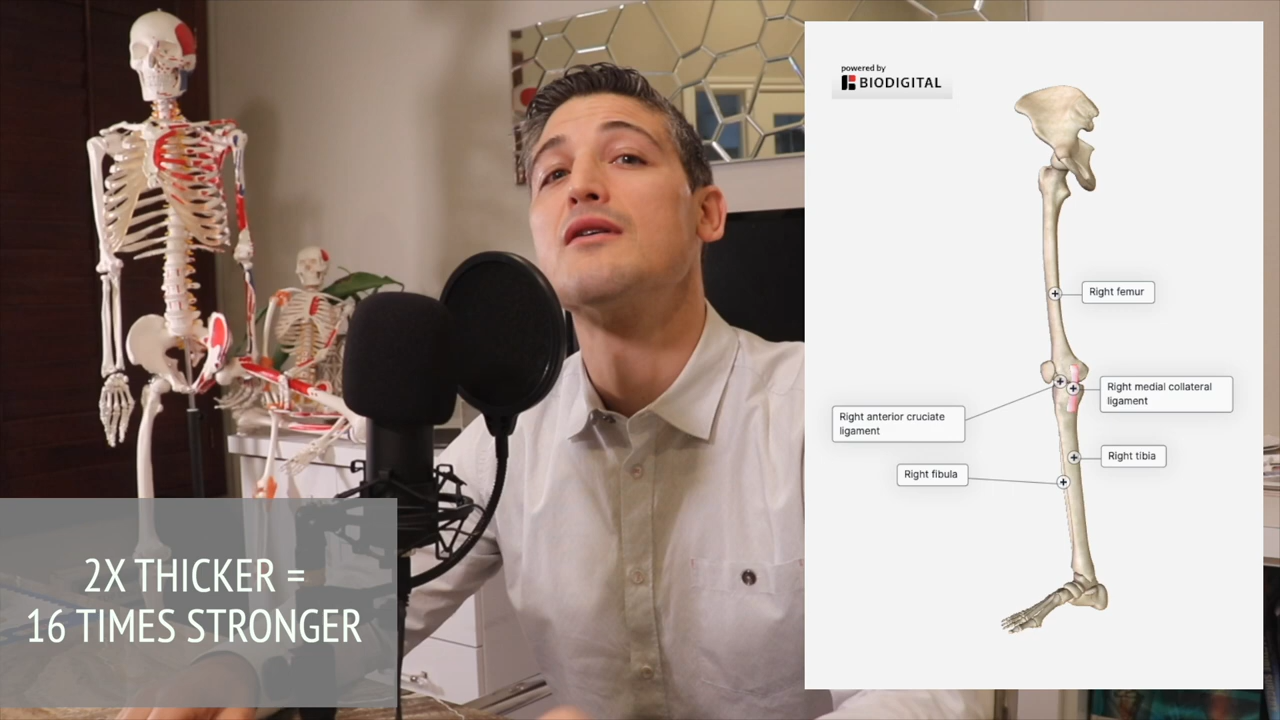 powered by
BIODIGITAL
Right femur
Right medial collateral
ligament
Right anterior cruciate
ligament
Right tibia
Right fibula
2X THICKER =
16 TIMES STRONGER